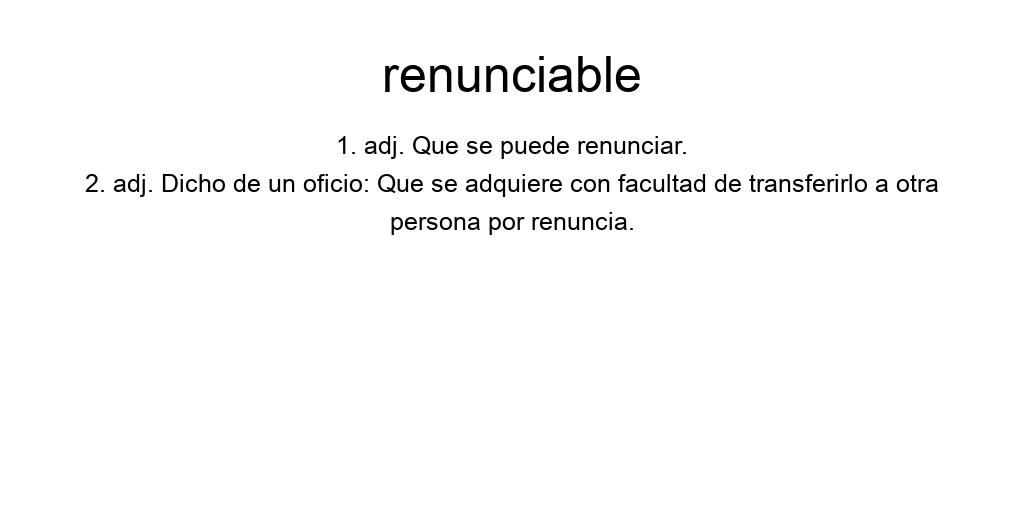 renunciable
1. adj. Que se puede renunciar.
2. adj. Dicho de un oficio: Que se adquiere con facultad de transferirlo a otra
persona por renuncia.